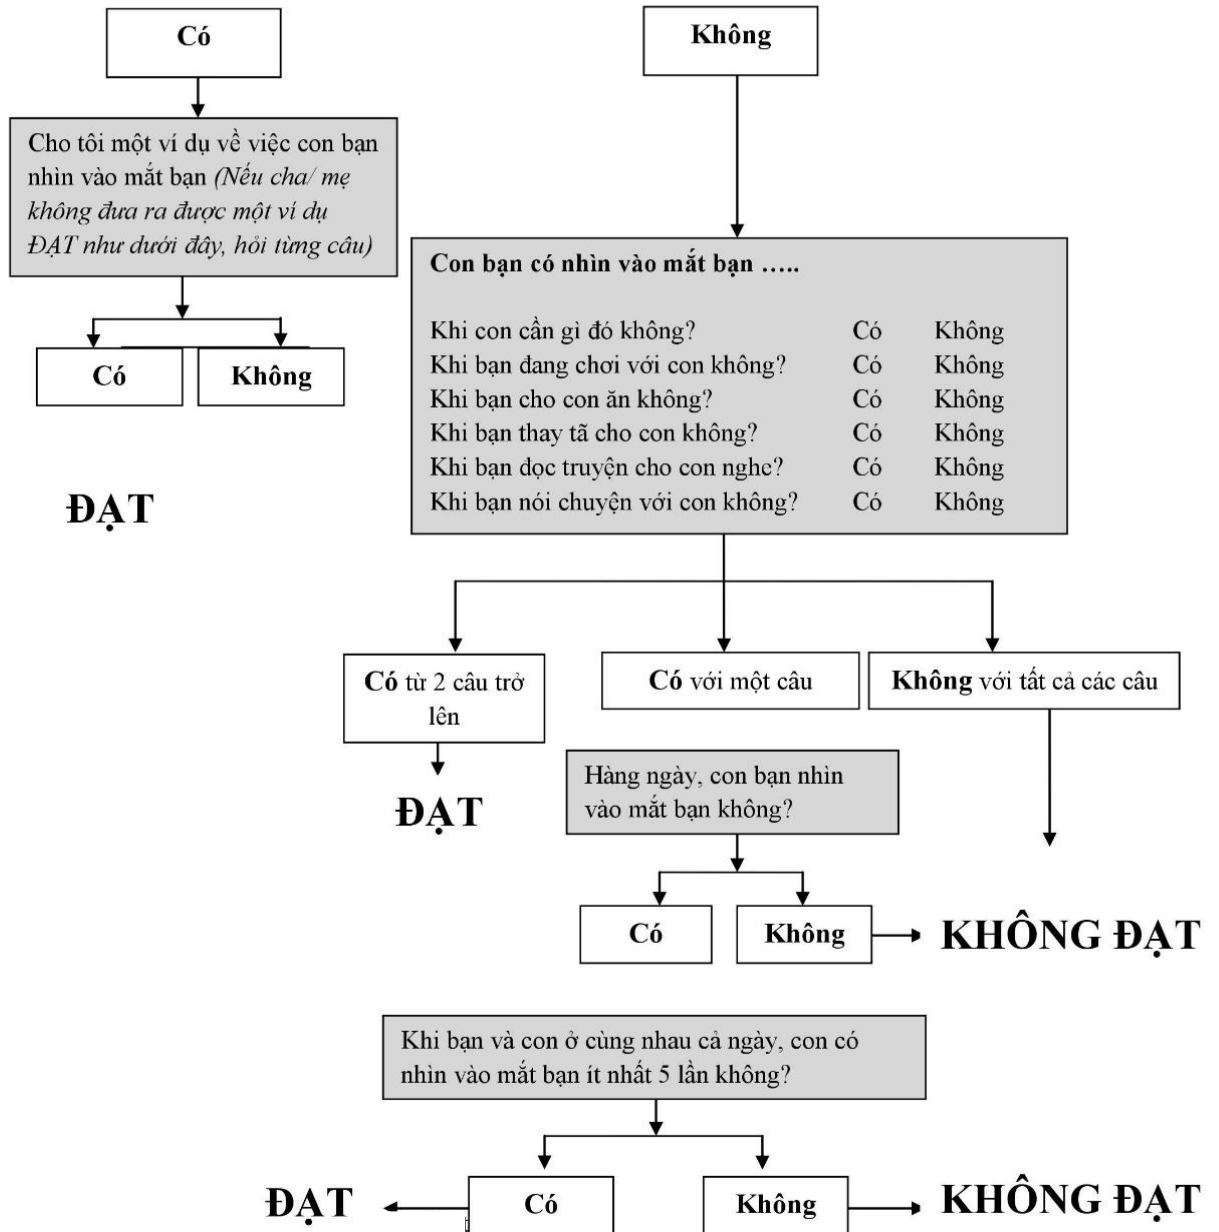 Có
Không
Cho tôi một ví dụ về việc con bạn
nhìn vào mắt bạn (Nếu cha/ mẹ
không đưa ra được một ví dụ
ĐẠT như dưới đây, hỏi từng câu)
Có
Không
ĐẠT
Con bạn có nhìn vào mắt bạn …..
Khi con cần gì đó không? Có Không
Khi bạn đang chơi với con không? Có Không
Khi bạn cho con ăn không? Có Không
Khi bạn thay tã cho con không? Có Không
Khi bạn đọc truyện cho con nghe? Có Không
Khi bạn nói chuyện với con không? Có Không
Có từ 2 câu trở
lên
Có với một câu
Không với tất cả các câu
ĐẠT
Hàng ngày, con bạn nhìn
vào mắt bạn không?
Có
Không
KHÔNG ĐẠT
Khi bạn và con ở cùng nhau cả ngày, con có
nhìn vào mắt bạn ít nhất 5 lần không?
ĐẠT
Có
Không
KHÔNG ĐẠT